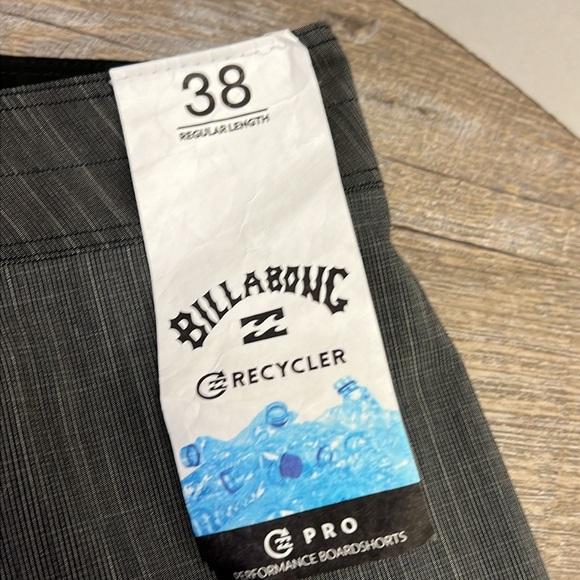 38
REGULAR LENGTH
BILLABONG
RECYCLER
PRO
PERFORMANCE BOARDSHORTS